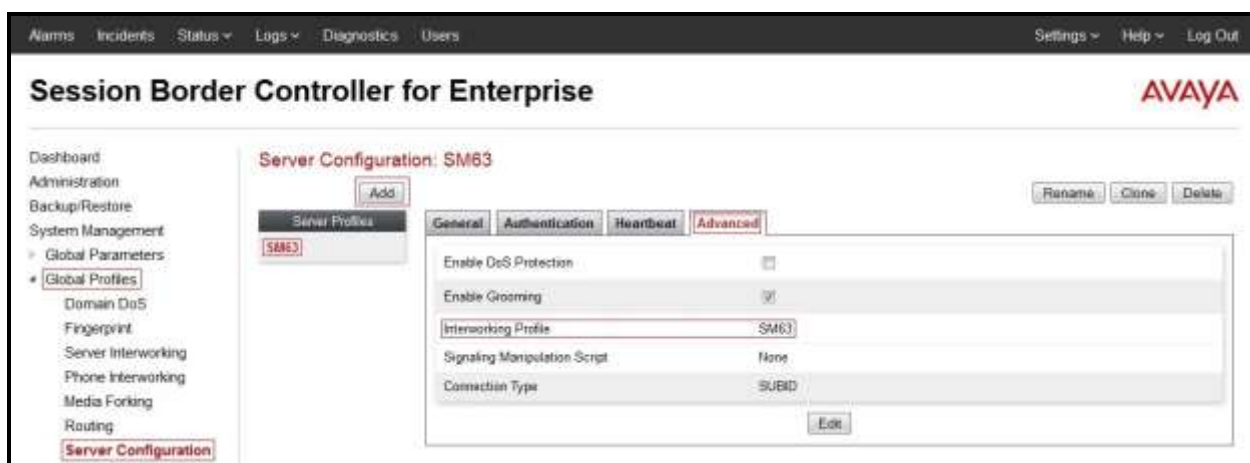 Alarms Incidents Status Logs Diagnostics Users Settings Help Log Out
Session Border Controller for Enterprise
AVAYA
Dashboard
Administration
Backup/Restore
System Management
Global Parameters
Global Profiles
Domain DoS
Fingerprint
Server Interworking
Phone Interworking
Media Forking
Routing
Server Configuration
Server Configuration: SM63
Add
Rename Clone Delete
Server Profiles
SM63
General Authentication Heartbeat Advanced
Enable DoS Protection
Enable Grooming
Interworking Profile SM63
Signaling Manipulation Script None
Connection Type SUBID
Edit